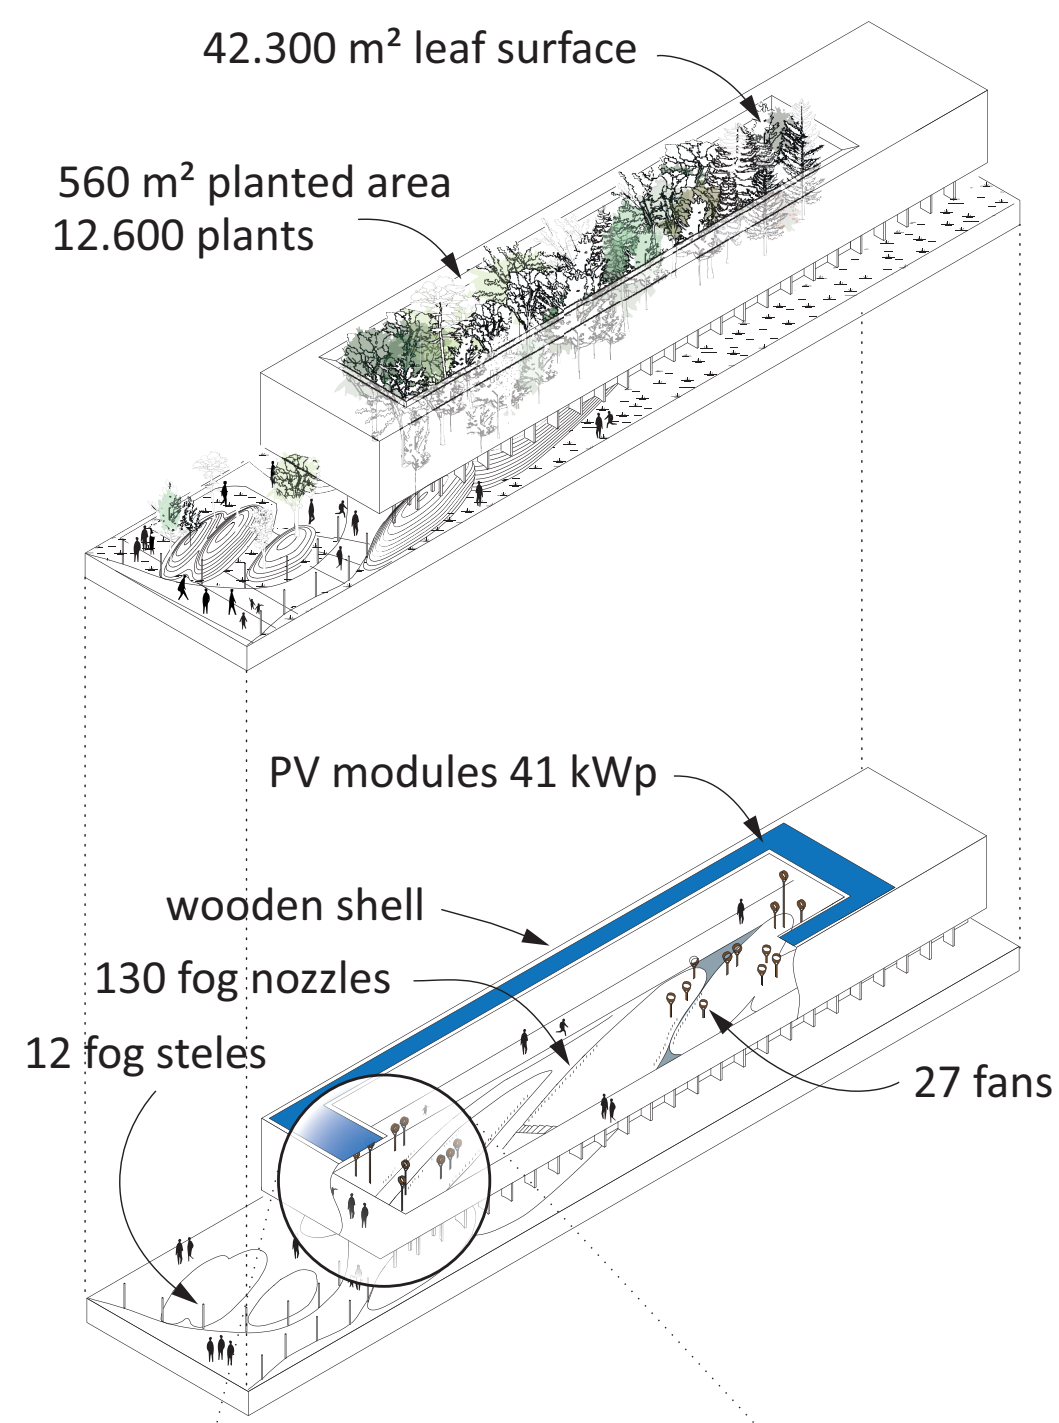 42.300 m² leaf surface
560 m² planted area
12.600 plants
PV modules 41 kWp
wooden shell
130 fog nozzles
12 fog steles
27 fans